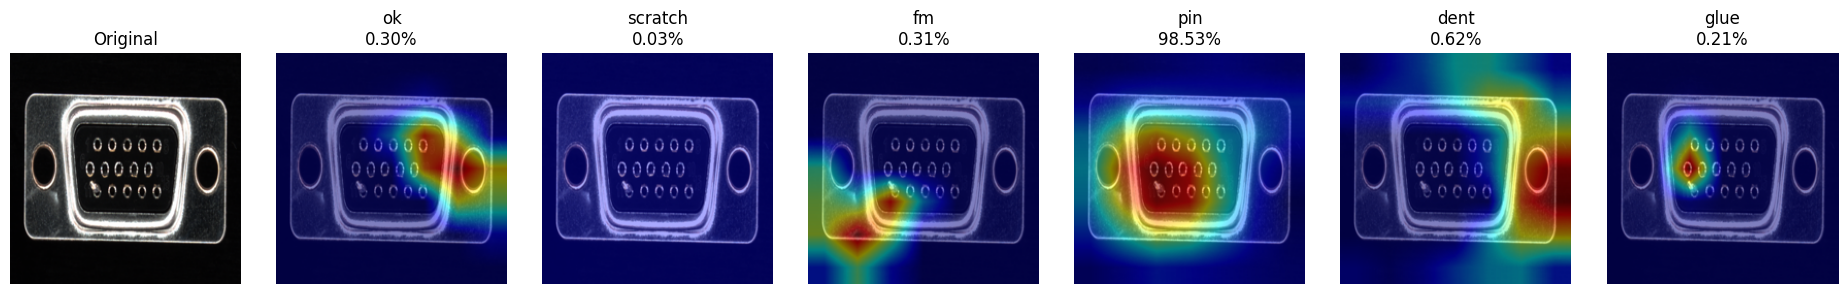 Original
ok
0.30%
scratch
0.03%
fm
0.31%
pin
98.53%
dent
0.62%
glue
0.21%